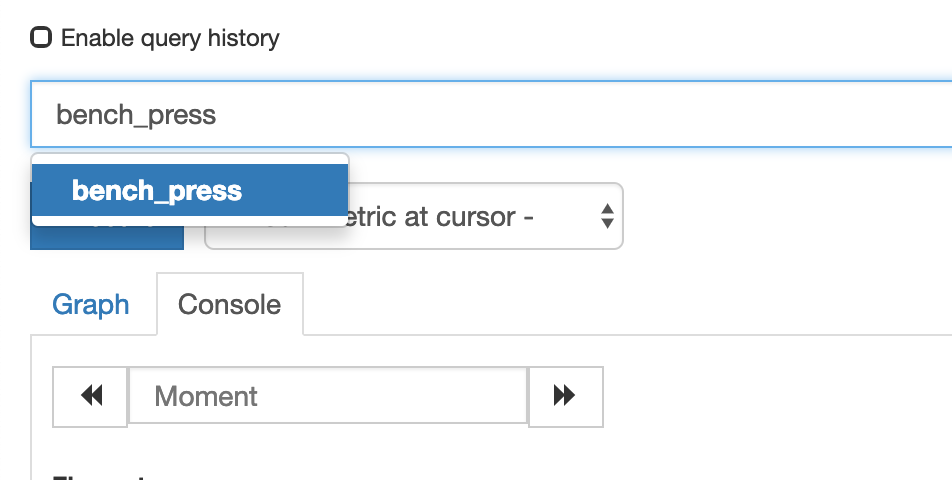 Enable query history
bench_press
bench_press
etric at cursor -
Graph
Console
Moment